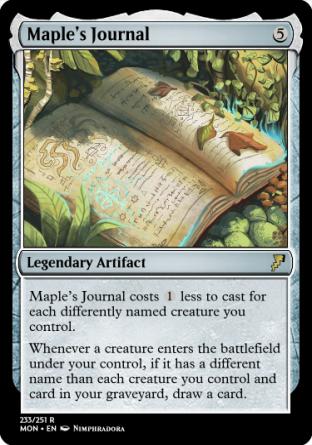 Maple's Journal 5
Legendary Artifact
Maple's Journal costs 1 less to cast for
each differently named creature you
control.
Whenever a creature enters the battlefield
under your control, if it has a different
name than each creature you control and
card in your graveyard, draw a card.
233/251 R
MON • EN Nimphradora